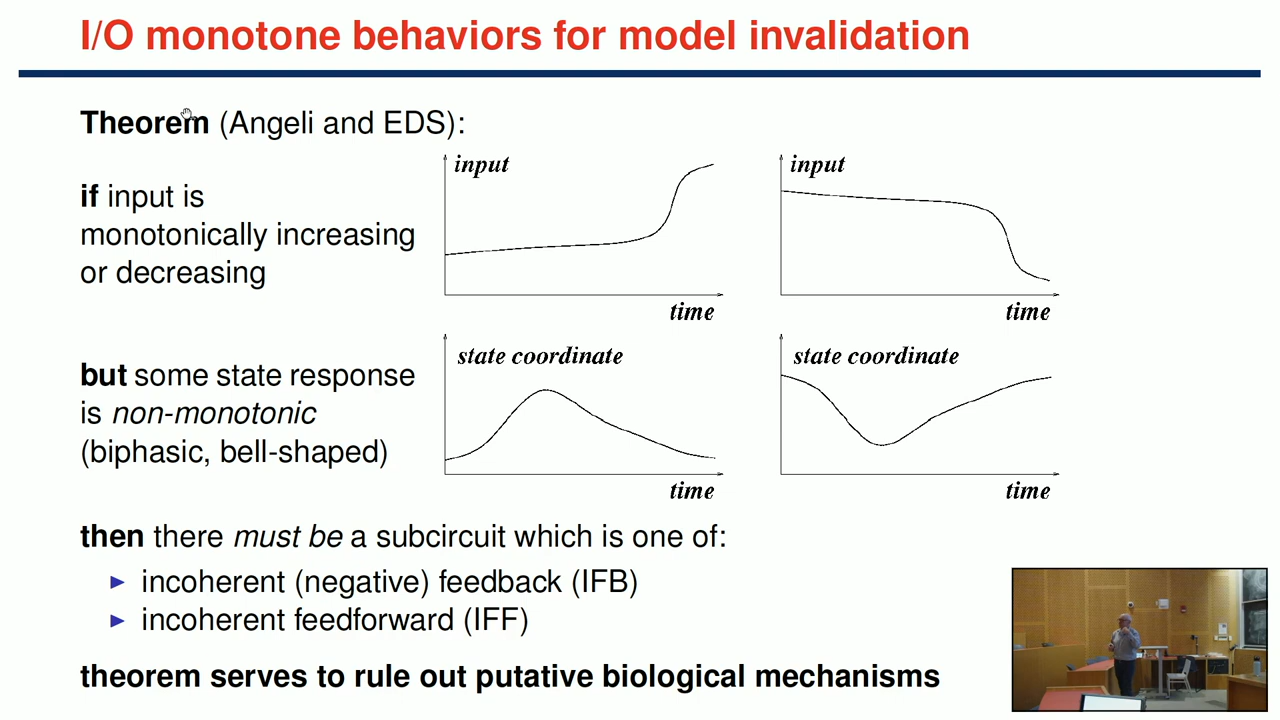 I/O monotone behaviors for model invalidation
Theorem (Angeli and EDS):
if input is
monotonically increasing
or decreasing
input
time
input
time
but some state response
is non-monotonic
(biphasic, bell-shaped)
state coordinate
time
state coordinate
time
then there must be a subcircuit which is one of:
▶ incoherent (negative) feedback (IFB)
▶ incoherent feedforward (IFF)
theorem serves to rule out putative biological mechanisms